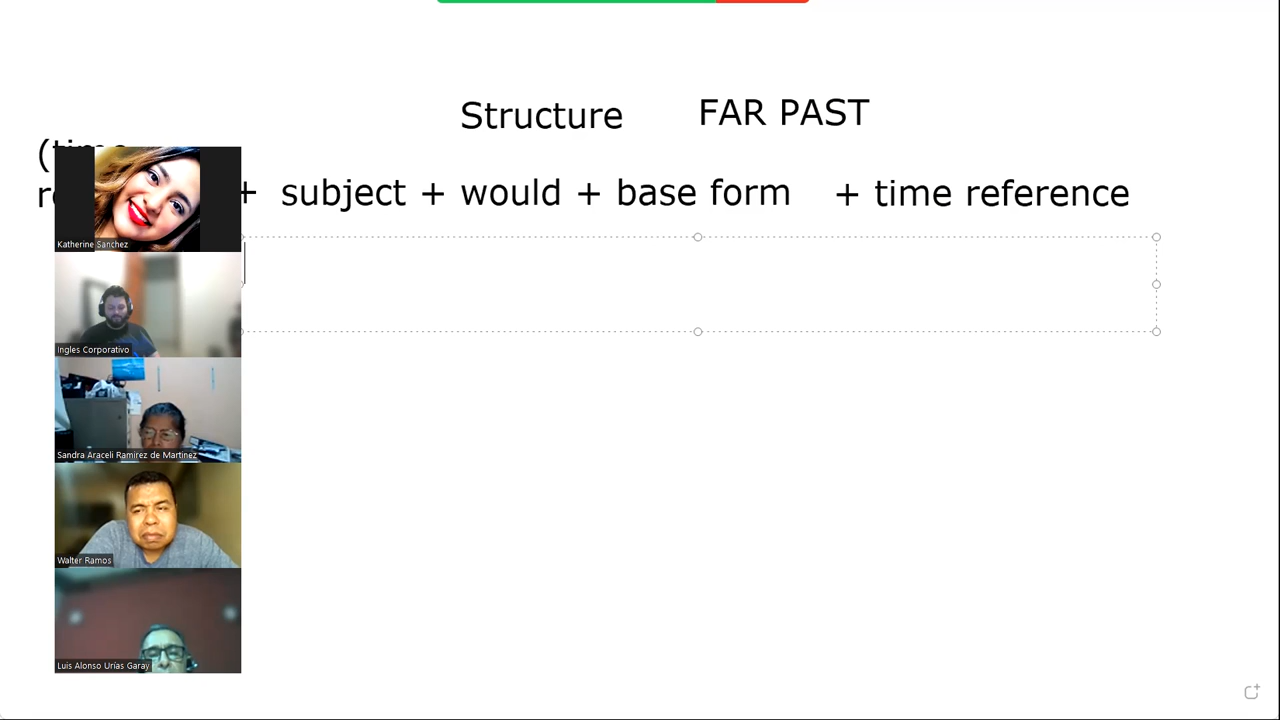 Structure FAR PAST
+ subject + would + base form + time reference
Katherine Sanchez
Ingles Corporativo
Sandra Araceli Ramirez de Martinez
Walter Ramos
Luis Alonso Urías Garay